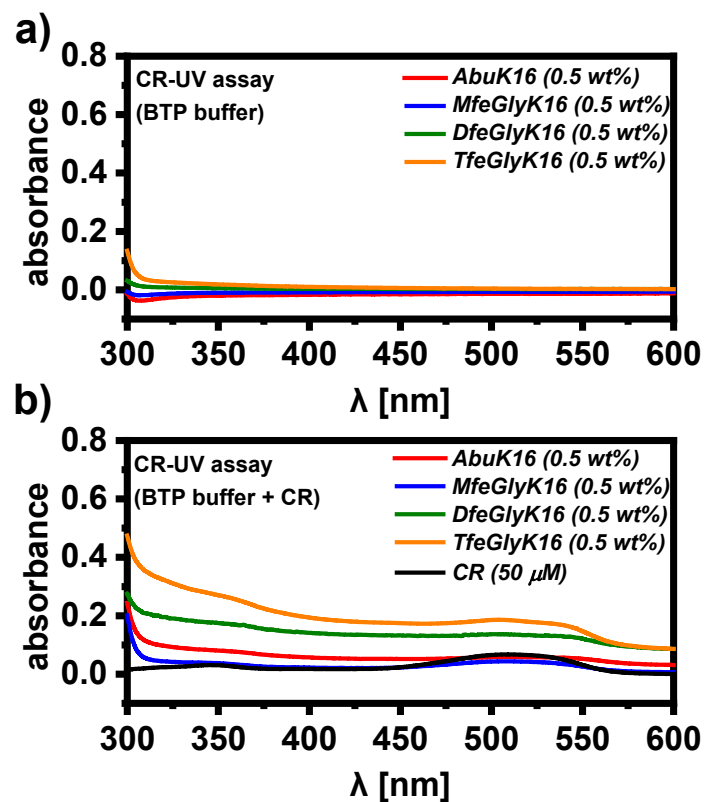 a)
CR-UV assay
(BTP buffer)
AbuK16 (0.5 wt%)
MfeGlyK16 (0.5 wt%)
DfeGlyK16 (0.5 wt%)
TfeGlyK16 (0.5 wt%)
absorbance
0.8
0.6
0.4
0.2
0.0
300 350 400 450 500 550 600
λ [nm]
b)
CR-UV assay
(BTP buffer + CR)
AbuK16 (0.5 wt%)
MfeGlyK16 (0.5 wt%)
DfeGlyK16 (0.5 wt%)
TfeGlyK16 (0.5 wt%)
CR (50 μM)
absorbance
0.8
0.6
0.4
0.2
0.0
300 350 400 450 500 550 600
λ [nm]